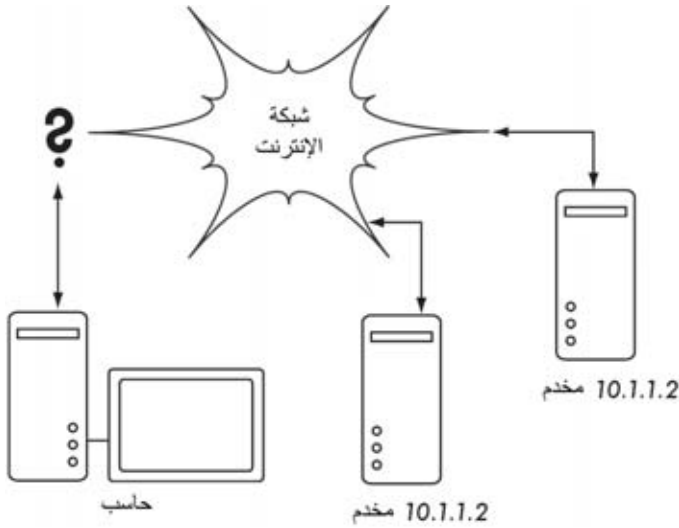 شبكة
الإنترنت
؟
10.1.1.2 مخدم
10.1.1.2 مخدم
حاسب